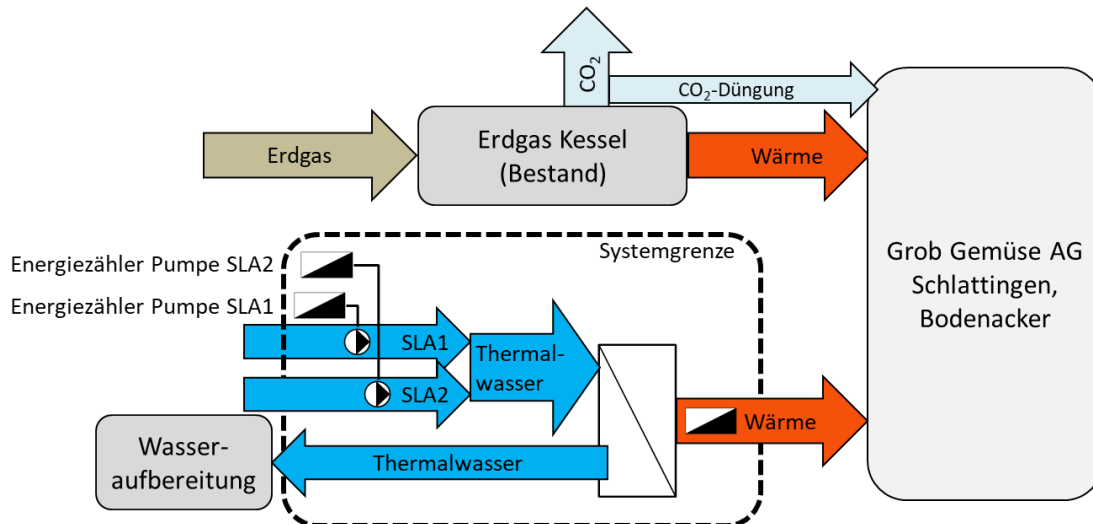 CO₂
CO₂-Düngung
Erdgas
Erdgas Kessel
(Bestand)
Wärme
Systemgrenze
Energiezähler Pumpe SLA2
Energiezähler Pumpe SLA1
SLA1
SLA2
Thermal-
wasser
Wärme
Grob Gemüse AG
Schlattingen,
Bodenacker
Wasser-
aufbereitung
Thermalwasser